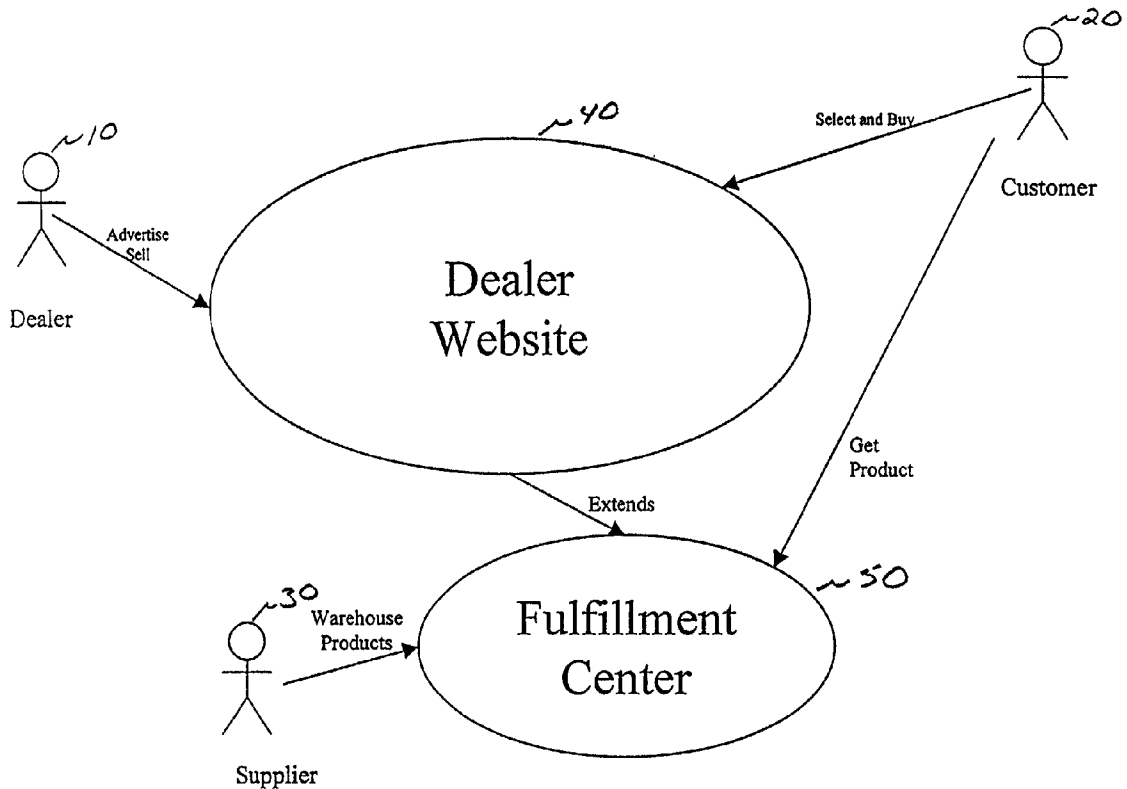 ~20
Select and Buy
Customer
~10
~40
Advertise
Sell
Dealer
Dealer
Website
Get
Product
Extends
~50
~30
Warehouse
Products
Fulfillment
Center
Supplier